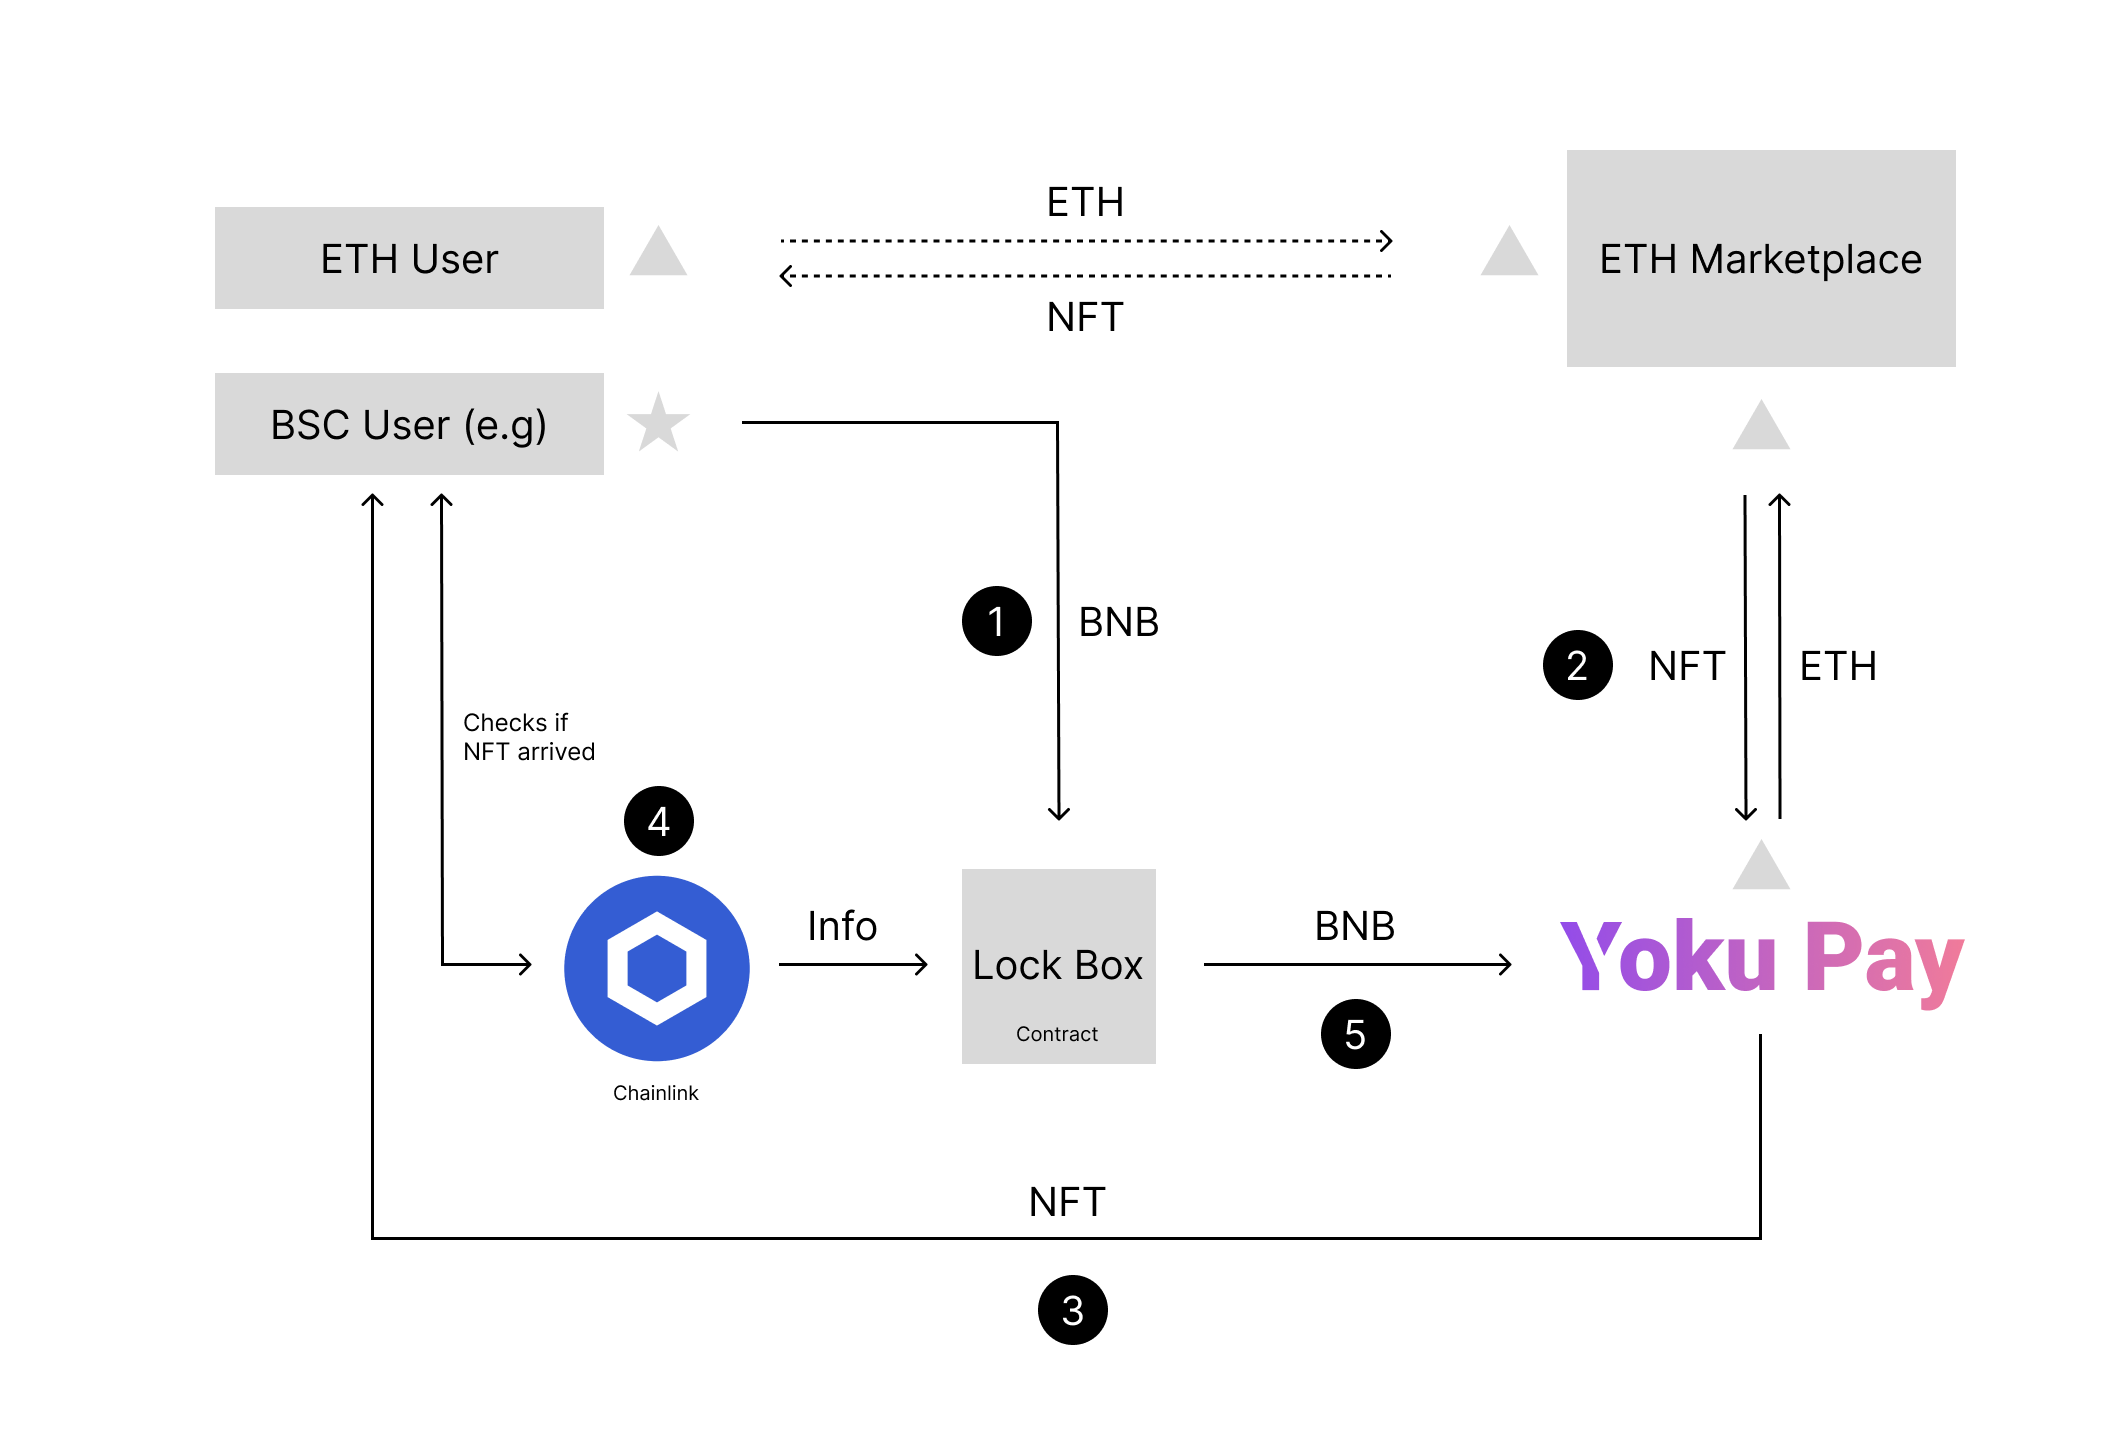 ETH
ETH User
ETH Marketplace
NFT
BSC User (e.g)
1
BNB
2
NFT
ETH
Checks if
NFT arrived
4
Info
Lock Box
Contract
BNB
Yoku Pay
5
Chainlink
NFT
3